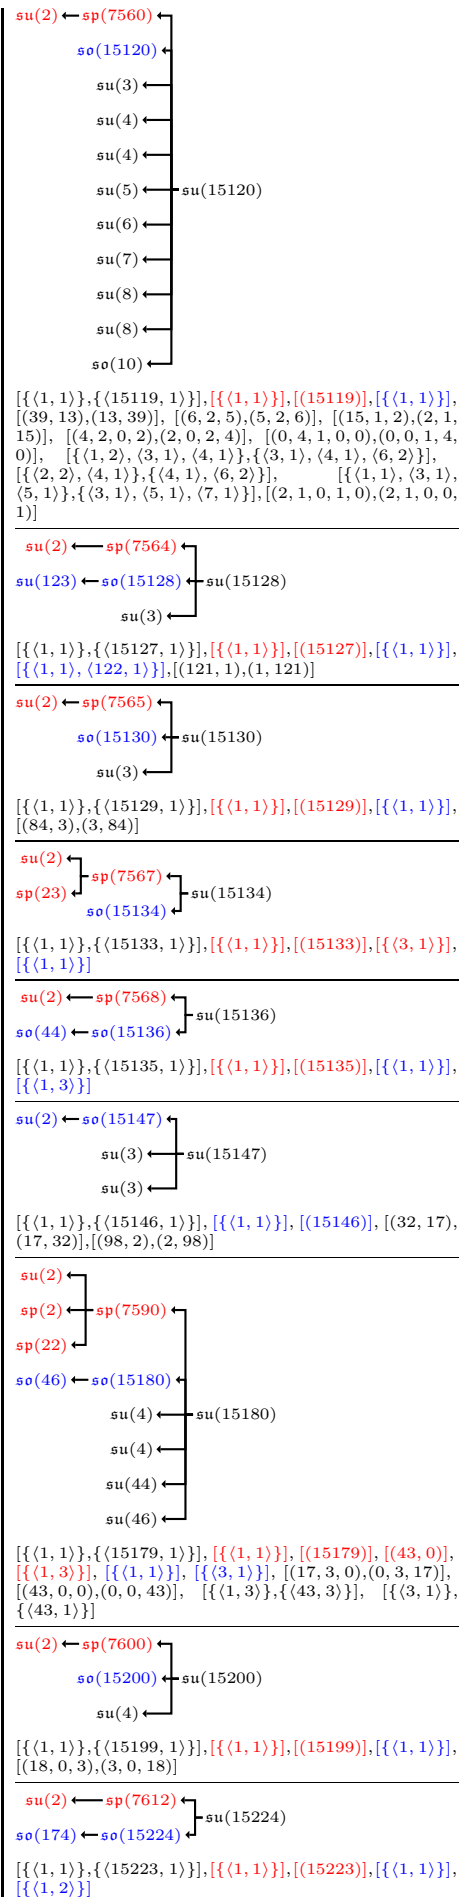 𝔰𝔲(2) 𝔰𝔭(7560)
𝔰𝔬(15120)
𝔰𝔲(3)
𝔰𝔲(4)
𝔰𝔲(4)
𝔰𝔲(5) 𝔰𝔲(15120)
𝔰𝔲(6)
𝔰𝔲(7)
𝔰𝔲(8)
𝔰𝔲(8)
𝔰𝔬(10)
[{⟨1, 1⟩},{⟨15119, 1⟩}],[{⟨1, 1⟩}],[(15119)],[{⟨1, 1⟩}],
[(39, 13),(13, 39)], [(6, 2, 5),(5, 2, 6)], [(15, 1, 2),(2, 1,
15)], [(4, 2, 0, 2),(2, 0, 2, 4)], [(0, 4, 1, 0, 0),(0, 0, 1, 4,
0)], [{⟨1, 2⟩, ⟨3, 1⟩, ⟨4, 1⟩},{⟨3, 1⟩, ⟨4, 1⟩, ⟨6, 2⟩}],
[{⟨2, 2⟩, ⟨4, 1⟩},{⟨4, 1⟩, ⟨6, 2⟩}], [{⟨1, 1⟩, ⟨3, 1⟩,
⟨5, 1⟩},{⟨3, 1⟩, ⟨5, 1⟩, ⟨7, 1⟩}],[(2, 1, 0, 1, 0),(2, 1, 0, 0,
1)]
𝔰𝔲(2) 𝔰𝔭(7564)
𝔰𝔲(123) 𝔰𝔬(15128) 𝔰𝔲(15128)
𝔰𝔲(3)
[{⟨1, 1⟩},{⟨15127, 1⟩}],[{⟨1, 1⟩}],[(15127)],[{⟨1, 1⟩}],
[{⟨1, 1⟩, ⟨122, 1⟩}],[(121, 1),(1, 121)]
𝔰𝔲(2) 𝔰𝔭(7565)
𝔰𝔬(15130) 𝔰𝔲(15130)
𝔰𝔲(3)
[{⟨1, 1⟩},{⟨15129, 1⟩}],[{⟨1, 1⟩}],[(15129)],[{⟨1, 1⟩}],
[(84, 3),(3, 84)]
𝔰𝔲(2)
𝔰𝔭(7567)
𝔰𝔭(23) 𝔰𝔲(15134)
𝔰𝔬(15134)
[{⟨1, 1⟩},{⟨15133, 1⟩}],[{⟨1, 1⟩}],[(15133)],[{⟨3, 1⟩}],
[{⟨1, 1⟩}]
𝔰𝔲(2) 𝔰𝔭(7568)
𝔰𝔲(15136)
𝔰𝔬(44) 𝔰𝔬(15136)
[{⟨1, 1⟩},{⟨15135, 1⟩}],[{⟨1, 1⟩}],[(15135)],[{⟨1, 1⟩}],
[{⟨1, 3⟩}]
𝔰𝔲(2) 𝔰𝔬(15147)
𝔰𝔲(3) 𝔰𝔲(15147)
𝔰𝔲(3)
[{⟨1, 1⟩},{⟨15146, 1⟩}], [{⟨1, 1⟩}], [(15146)], [(32, 17),
(17, 32)],[(98, 2),(2, 98)]
𝔰𝔲(2)
𝔰𝔭(2) 𝔰𝔭(7590)
𝔰𝔭(22)
𝔰𝔬(46) 𝔰𝔬(15180)
𝔰𝔲(4) 𝔰𝔲(15180)
𝔰𝔲(4)
𝔰𝔲(44)
𝔰𝔲(46)
[{⟨1, 1⟩},{⟨15179, 1⟩}], [{⟨1, 1⟩}], [(15179)], [(43, 0)],
[{⟨1, 3⟩}], [{⟨1, 1⟩}], [{⟨3, 1⟩}], [(17, 3, 0),(0, 3, 17)],
[(43, 0, 0),(0, 0, 43)], [{⟨1, 3⟩},{⟨43, 3⟩}], [{⟨3, 1⟩},
{⟨43, 1⟩}]
𝔰𝔲(2) 𝔰𝔭(7600)
𝔰𝔬(15200) 𝔰𝔲(15200)
𝔰𝔲(4)
[{⟨1, 1⟩},{⟨15199, 1⟩}],[{⟨1, 1⟩}],[(15199)],[{⟨1, 1⟩}],
[(18, 0, 3),(3, 0, 18)]
𝔰𝔲(2) 𝔰𝔭(7612)
𝔰𝔲(15224)
𝔰𝔬(174) 𝔰𝔬(15224)
[{⟨1, 1⟩},{⟨15223, 1⟩}],[{⟨1, 1⟩}],[(15223)],[{⟨1, 1⟩}],
[{⟨1, 2⟩}]